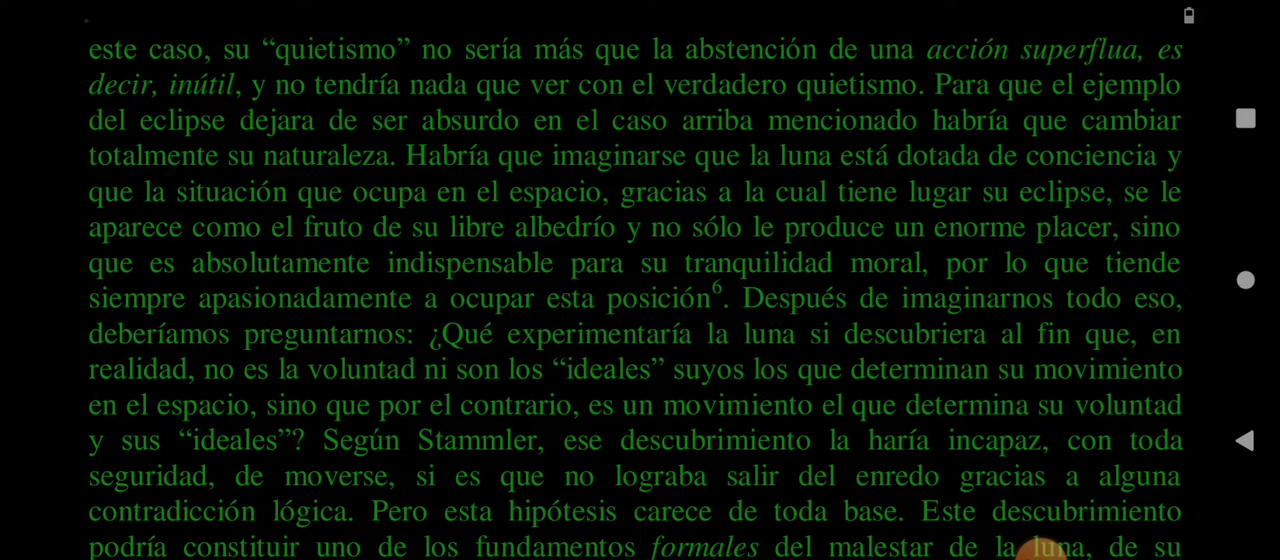 este caso, su “quietismo” no sería más que la abstención de una acción superflua, es
decir, inútil, y no tendría nada que ver con el verdadero quietismo. Para que el ejemplo
del eclipse dejara de ser absurdo en el caso arriba mencionado habría que cambiar
totalmente su naturaleza. Habría que imaginarse que la luna está dotada de conciencia y
que la situación que ocupa en el espacio, gracias a la cual tiene lugar su eclipse, se le
aparece como el fruto de su libre albedrío y no sólo le produce un enorme placer, sino
que es absolutamente indispensable para su tranquilidad moral, por lo que tiende
siempre apasionadamente a ocupar esta posición6. Después de imaginarnos todo eso,
deberíamos preguntarnos: ¿Qué experimentaría la luna si descubriera al fin que, en
realidad, no es la voluntad ni son los “ideales” suyos los que determinan su movimiento
en el espacio, sino que por el contrario, es un movimiento el que determina su voluntad
y sus “ideales”? Según Stammler, ese descubrimiento la haría incapaz, con toda
seguridad, de moverse, si es que no lograba salir del enredo gracias a alguna
contradicción lógica. Pero esta hipótesis carece de toda base. Este descubrimiento
podría constituir uno de los fundamentos formales del malestar de la luna, de su